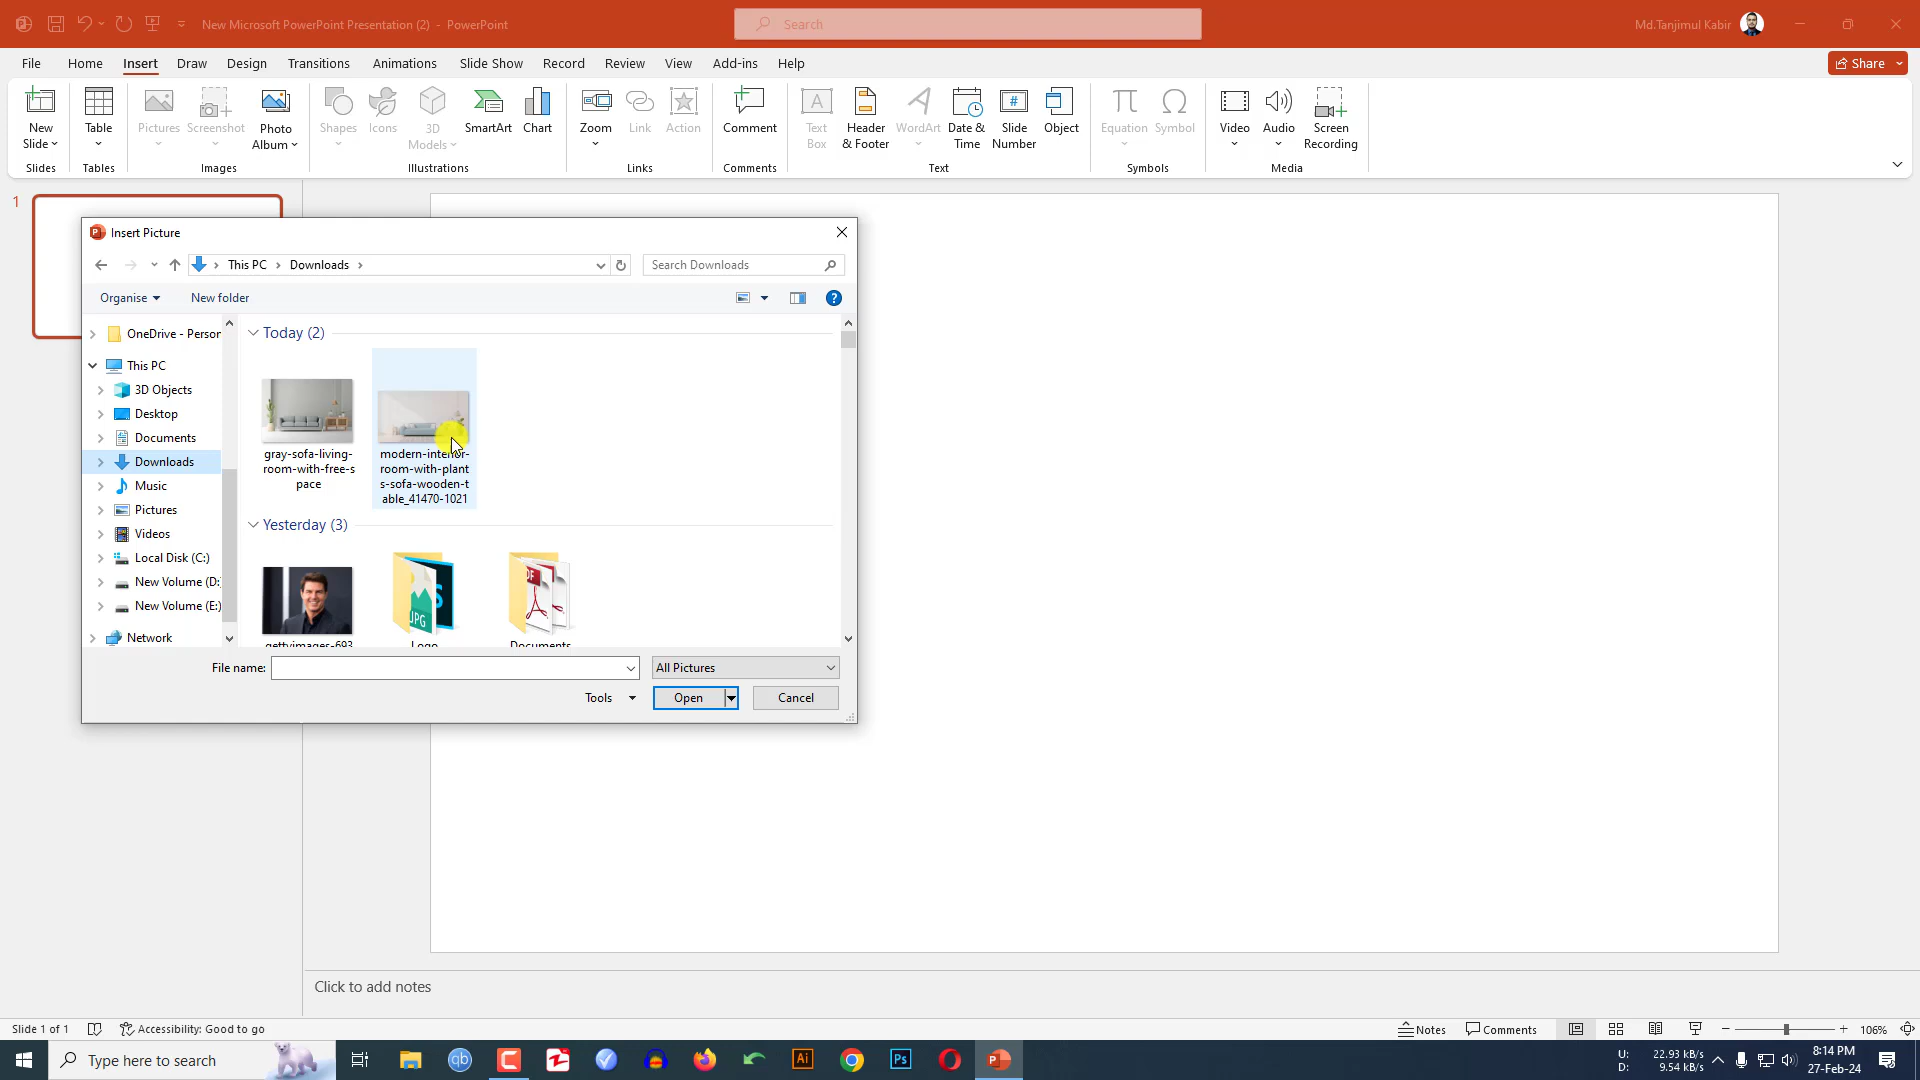 New Microsoft PowerPoint Presentation (2) - PowerPoint
Search
Md.Tanjimul Kabir
File Home Insert Draw Design Transitions Animations Slide Show Record Review View Add-ins Help
Share
New Slide
Table
Pictures
Screenshot
Photo Album
Shapes
Icons
3D Models
SmartArt
Chart
Zoom
Link
Action
Comment
Text Box
Header & Footer
WordArt
Date & Time
Slide Number
Object
Equation
Symbol
Video
Audio
Screen Recording
Slides Tables Images Illustrations Links Comments Text Symbols Media
1
Insert Picture
This PC Downloads
Search Downloads
Organise New folder
OneDrive - Person
This PC
3D Objects
Desktop
Documents
Downloads
Music
Pictures
Videos
Local Disk (C:)
New Volume (D:
New Volume (E:)
Network
Today (2)
gray-sofa-living-
room-with-free-s
pace
modern-interior-
room-with-plant
s-sofa-wooden-t
able_41470-1021
Yesterday (3)
gettyimages-693
Logo
Documents
File name:
All Pictures
Tools Open Cancel
Click to add notes
Slide 1 of 1
Accessibility: Good to go
Notes
Comments
106%
Type here to search
U: 22.93 kB/s
D: 9.54 kB/s
8:14 PM
27-Feb-24